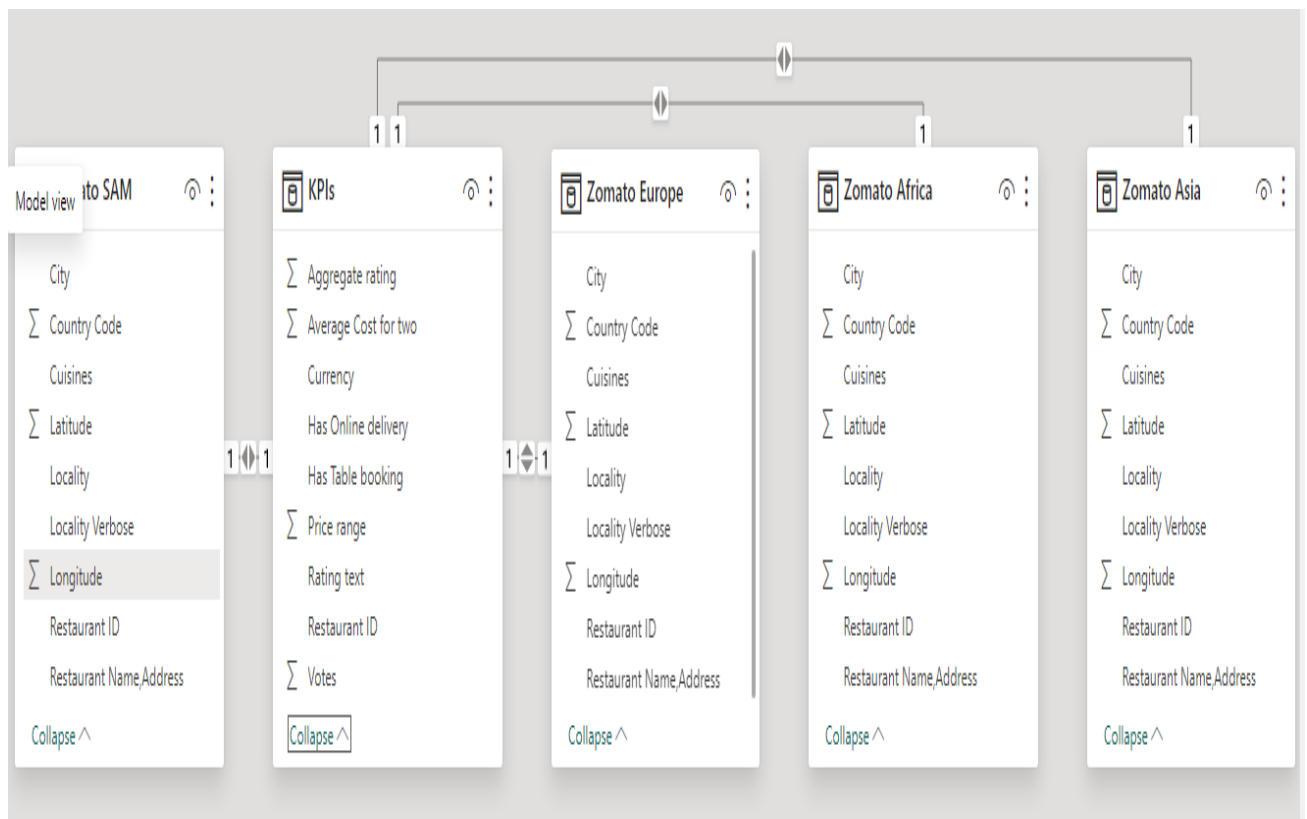 1 1 1 1
Model view
ato SAM
City
Country Code
Cuisines
Latitude
Locality
Locality Verbose
Longitude
Restaurant ID
Restaurant Name,Address
Collapse
1 1
KPIs
Σ Aggregate rating
Σ Average Cost for two
Currency
Has Online delivery
Has Table booking
Σ Price range
Rating text
Restaurant ID
Σ Votes
Collapse
1 1
Zomato Europe
City
Σ Country Code
Cuisines
Σ Latitude
Locality
Locality Verbose
Σ Longitude
Restaurant ID
Restaurant Name,Address
Collapse
Zomato Africa
City
Σ Country Code
Cuisines
Σ Latitude
Locality
Locality Verbose
Σ Longitude
Restaurant ID
Restaurant Name,Address
Collapse
Zomato Asia
City
Σ Country Code
Cuisines
Σ Latitude
Locality
Locality Verbose
Σ Longitude
Restaurant ID
Restaurant Name,Address
Collapse